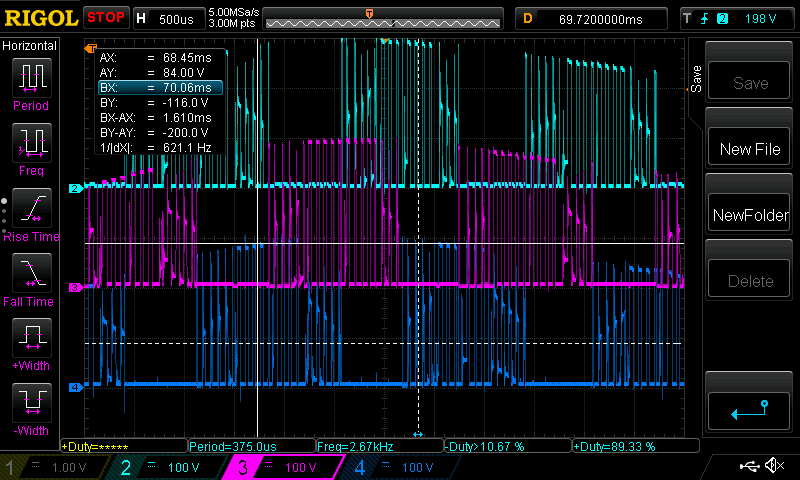 RIGOL STOP H 500us 5.00MSa/s 3.00M pts D 69.7200000ms T 2 198 V
Horizontal
Period
Freq
Rise Time
Fall Time
+Width
-Width
T
AX: = 68.45ms
AY: = 84.00 V
BX: = 70.06ms
BY: = -116.0 V
BX-AX: = 1.610ms
BY-AY: = -200.0 V
1/|dX|: = 621.1 Hz
2
3
4
Save
Save
New File
NewFolder
Delete
+Duty=***** Period=375.0us Freq=2.67kHz -Duty>10.67 % +Duty=89.33 %
1 = 1.00 V 2 = 100 V 3 = 100 V 4 = 100 V